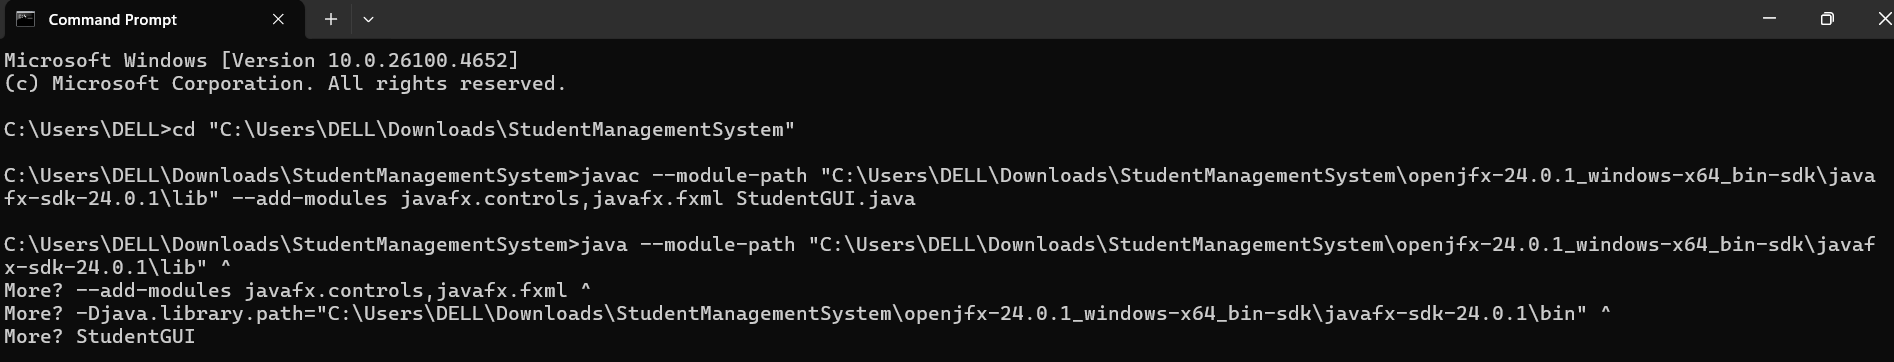 Command Prompt
Microsoft Windows [Version 10.0.26100.4652]
(c) Microsoft Corporation. All rights reserved.
C:\Users\DELL>cd "C:\Users\DELL\Downloads\StudentManagementSystem"
C:\Users\DELL\Downloads\StudentManagementSystem>javac --module-path "C:\Users\DELL\Downloads\StudentManagementSystem\openjfx-24.0.1_windows-x64_bin-sdk\java
fx-sdk-24.0.1\lib" --add-modules javafx.controls,javafx.fxml StudentGUI.java
C:\Users\DELL\Downloads\StudentManagementSystem>java --module-path "C:\Users\DELL\Downloads\StudentManagementSystem\openjfx-24.0.1_windows-x64_bin-sdk\javaf
x-sdk-24.0.1\lib" ^
More? --add-modules javafx.controls,javafx.fxml ^
More? -Djava.library.path="C:\Users\DELL\Downloads\StudentManagementSystem\openjfx-24.0.1_windows-x64_bin-sdk\javafx-sdk-24.0.1\bin" ^
More? StudentGUI